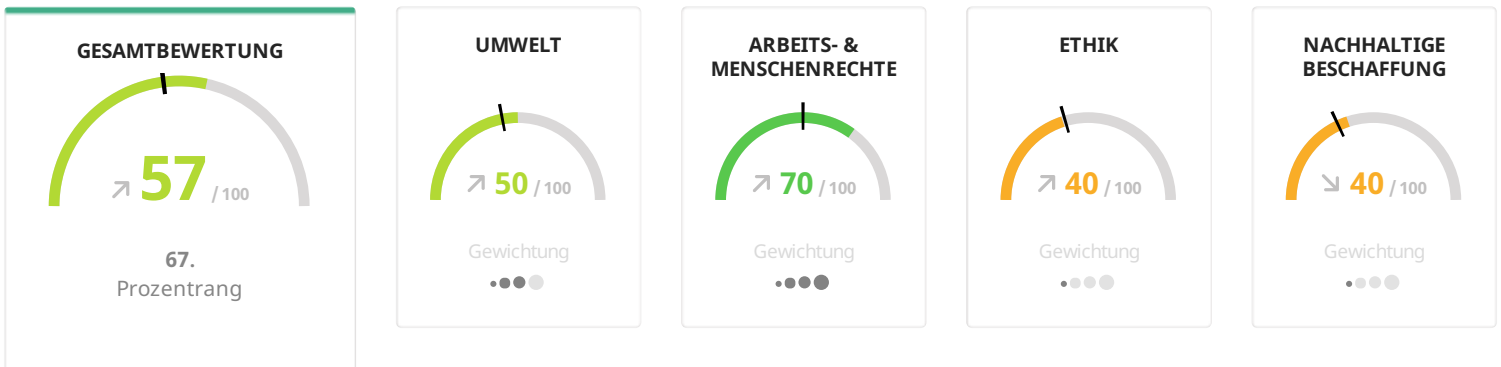 GESAMTBEWERTUNG
57 / 100
67.
Prozentrang
UMWELT
50 / 100
Gewichtung
ARBEITS- &
MENSCHENRECHTE
70 / 100
Gewichtung
ETHIK
40 / 100
Gewichtung
NACHHALTIGE
BESCHAFFUNG
40 / 100
Gewichtung